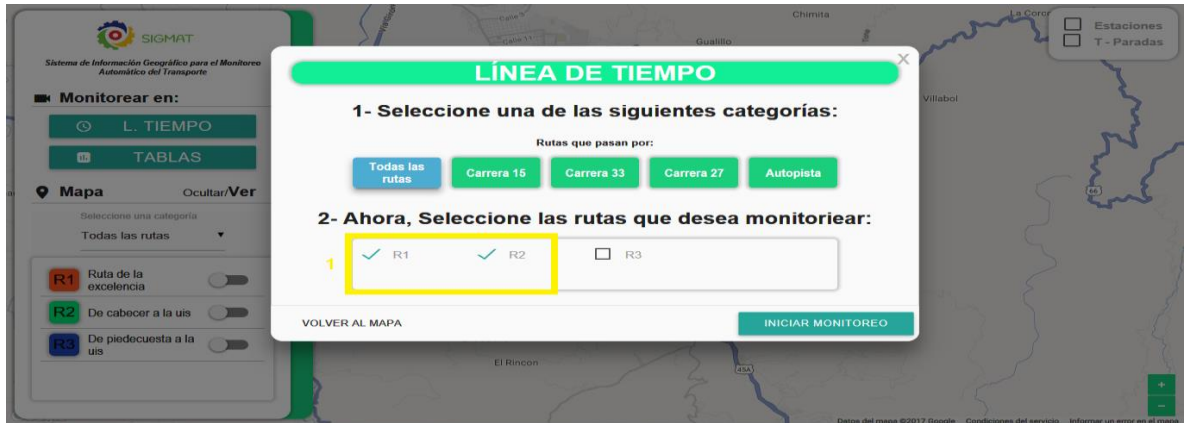 SIGMAT
Sistema de Información Geográfico para el Monitoreo
Automático del Transporte
Monitorear en:
L. TIEMPO
TABLAS
Mapa
Ocultar/Ver
Seleccione una categoría
Todas las rutas
R1
Ruta de la
excelencia
R2
De cabecer a la uis
R3
De piedecuesta a la
uis
LÍNEA DE TIEMPO
X
1- Seleccione una de las siguientes categorías:
Rutas que pasan por:
Todas las
rutas
Carrera 15
Carrera 33
Carrera 27
Autopista
2- Ahora, Seleccione las rutas que desea monitoriear:
1
R1
R2
R3
VOLVER AL MAPA
INICIAR MONITOREO
Estaciones
T - Paradas
Chimita
Gualilo
Villabol
El Rincon
45A
66
+
−
Datos del mapa ©2017 Google
Condiciones del servicio
Informar un error en el mapa